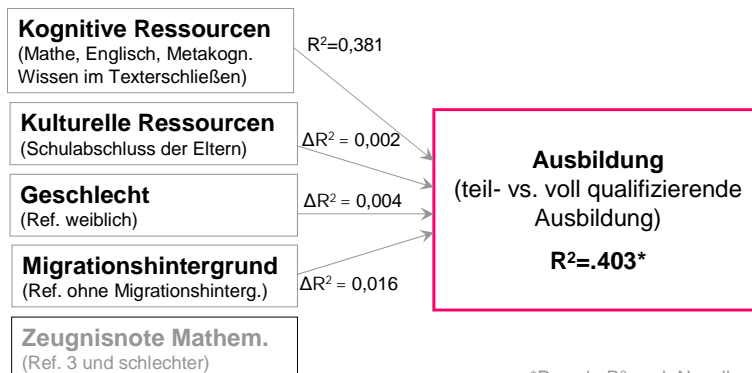 Kognitive Ressourcen
(Mathe, Englisch, Metakogn.
Wissen im Texterschließen)
R²=0,381
Kulturelle Ressourcen
(Schulabschluss der Eltern)
ΔR² = 0,002
Geschlecht
(Ref. weiblich)
ΔR² = 0,004
Migrationshintergrund
(Ref. ohne Migrationshinterg.)
ΔR² = 0,016
Zeugnisnote Mathem.
(Ref. 3 und schlechter)
Ausbildung
(teil- vs. voll qualifizierende
Ausbildung)
R²=.403*